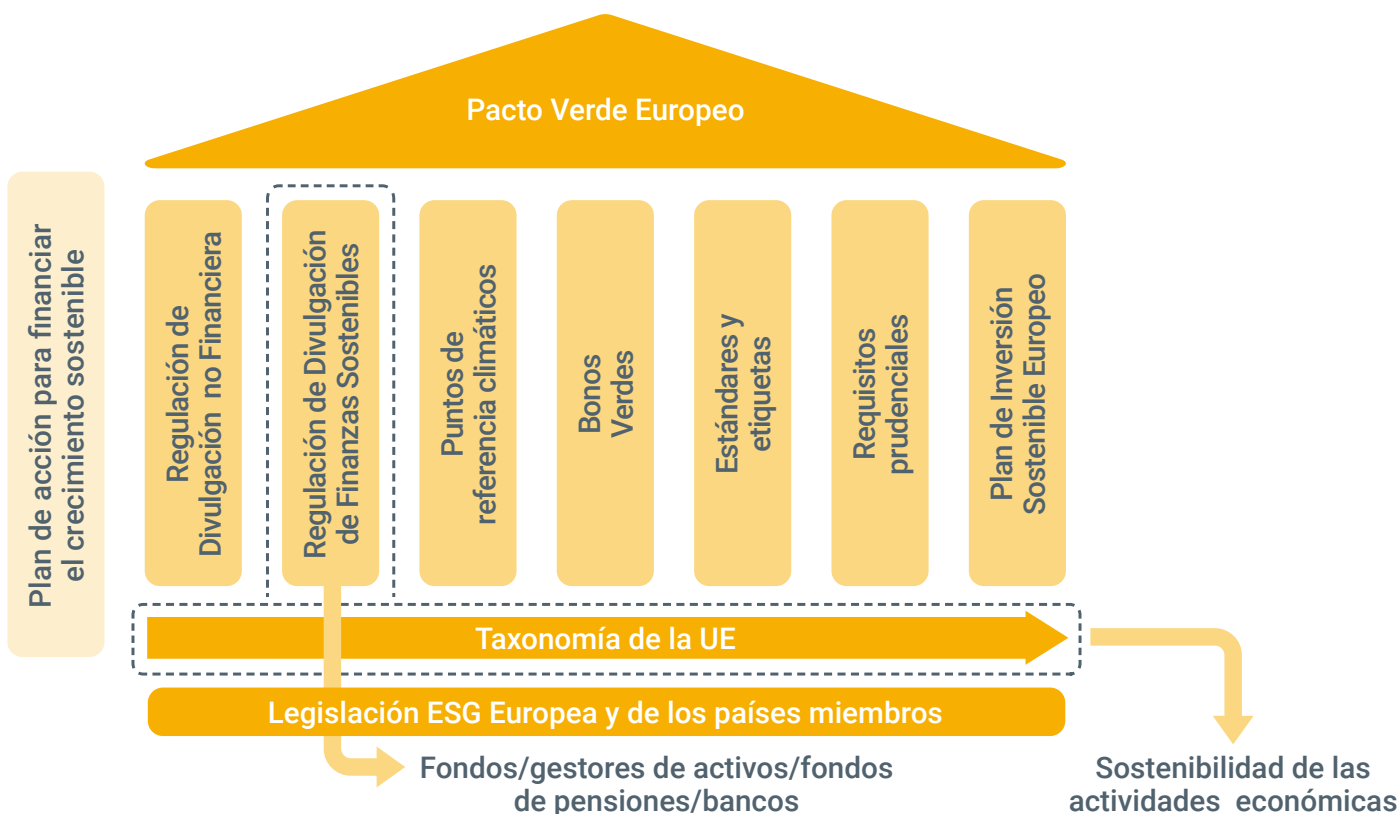 Pacto Verde Europeo
Plan de acción para financiar
el crecimiento sostenible
Regulación de
Divulgación no Financiera
Regulación de Divulgación
de Finanzas Sostenibles
Puntos de
referencia climáticos
Bonos
Verdes
Estándares y
etiquetas
Requisitos
prudenciales
Plan de Inversión
Sostenible Europeo
Taxonomía de la UE
Legislación ESG Europea y de los países miembros
Fondos/gestores de activos/fondos
de pensiones/bancos
Sostenibilidad de las
actividades económicas